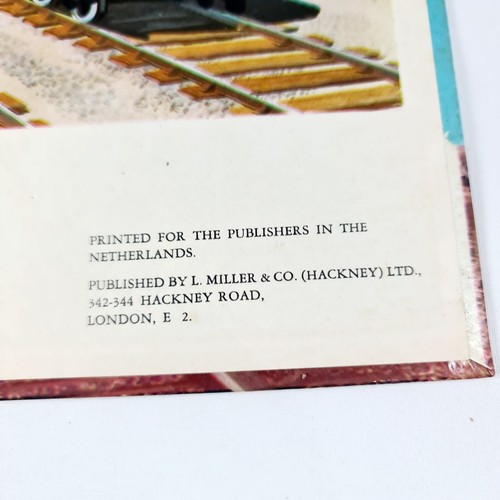 PRINTED FOR THE PUBLISHERS IN THE
NETHERLANDS.
PUBLISHED BY L. MILLER & CO. (HACKNEY) LTD.,
342-344 HACKNEY ROAD,
LONDON, E 2.